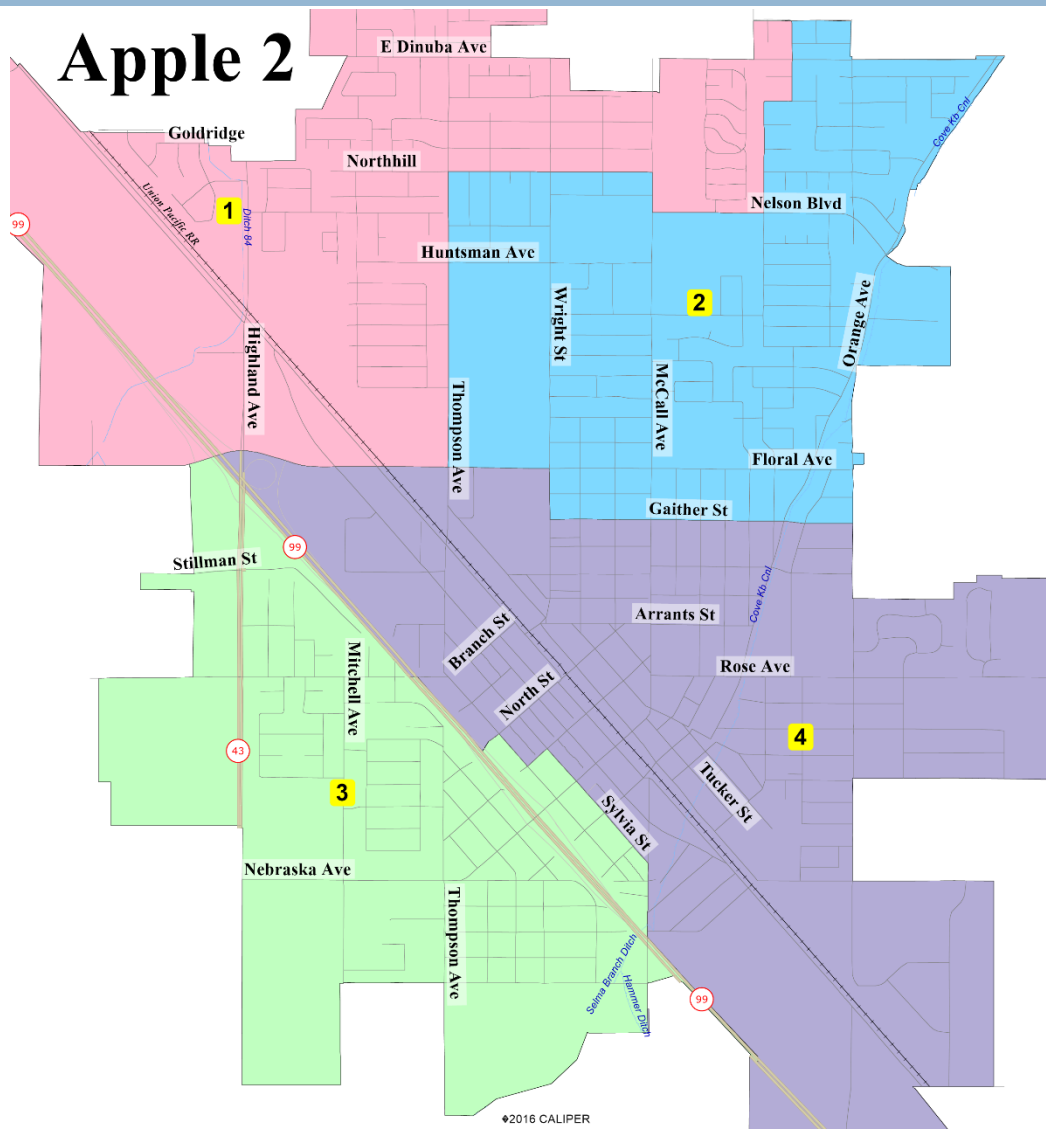 Apple 2
E Dinuba Ave
Goldridge
Northhill
Cove Kb Cnl
Union Pacific RR
1
Ditch 84
Nelson Blvd
99
Huntsman Ave
2
Wright St
Orange Ave
Highland Ave
McCall Ave
Thompson Ave
Floral Ave
Gaither St
99
Stillman St
Cove Kb Cnl
Arrants St
Branch St
Rose Ave
Mitchell Ave
North St
43
4
3
Tucker St
Sylvia St
Nebraska Ave
Thompson Ave
Selma Branch Ditch
Hammer Ditch
99
�2016 CALIPER